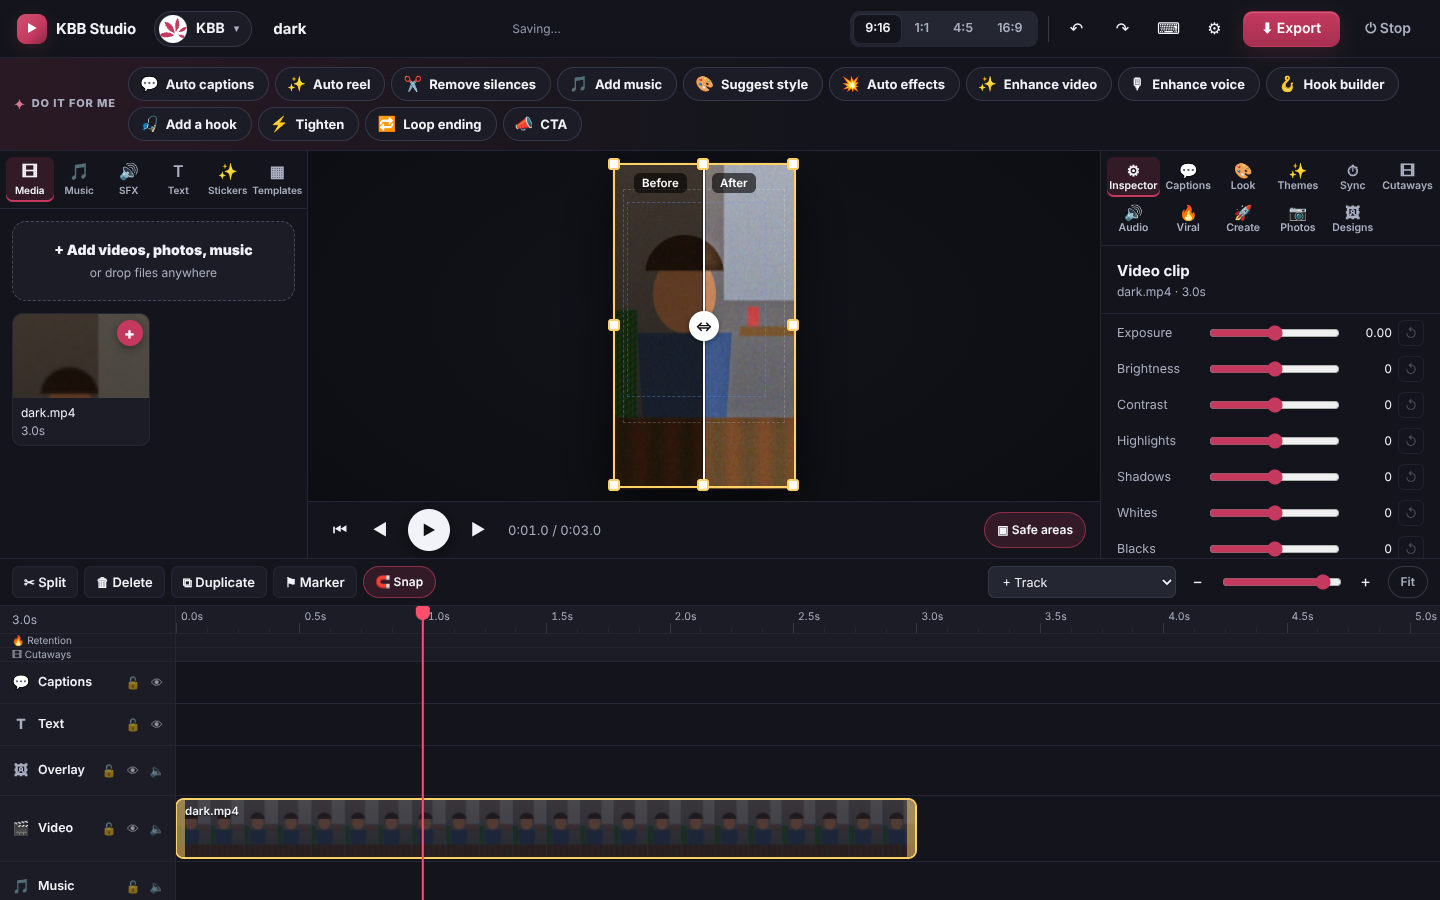 KBB Studio
KBB
dark
Saving...
9:16
1:1
4:5
16:9
Export
Stop
DO IT FOR ME
Auto captions
Auto reel
Remove silences
Add music
Suggest style
Auto effects
Enhance video
Enhance voice
Hook builder
Add a hook
Tighten
Loop ending
CTA
Media
Music
SFX
Text
Stickers
Templates
+ Add videos, photos, music
or drop files anywhere
dark.mp4
3.0s
Before
After
0:01.0 / 0:03.0
Safe areas
Inspector
Captions
Look
Themes
Sync
Cutaways
Audio
Viral
Create
Photos
Designs
Video clip
dark.mp4 · 3.0s
Exposure 0.00
Brightness 0
Contrast 0
Highlights 0
Shadows 0
Whites 0
Blacks 0
Split
Delete
Duplicate
Marker
Snap
+ Track
Fit
3.0s
0.0s
0.5s
1.0s
1.5s
2.0s
2.5s
3.0s
3.5s
4.0s
4.5s
5.0s
Retention
Cutaways
Captions
Text
Overlay
Video
dark.mp4
Music